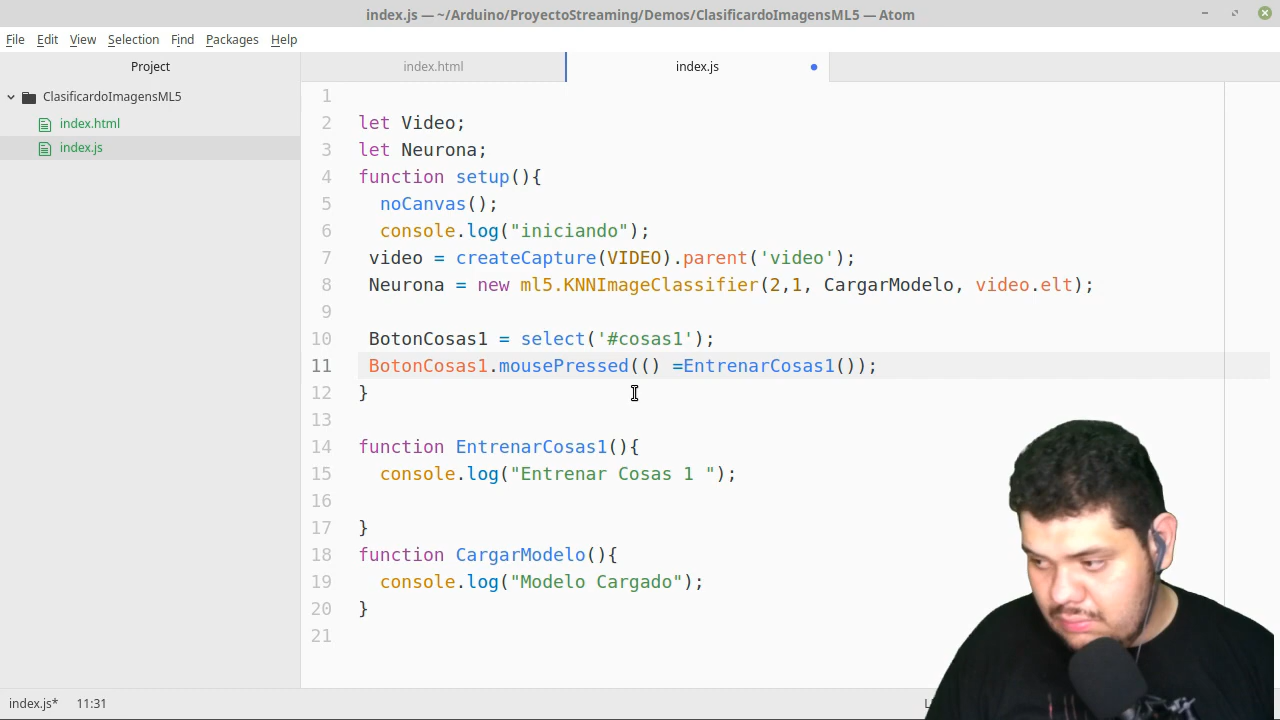 index.js — ~/Arduino/ProyectoStreaming/Demos/ClasificardoImagensML5 — Atom
File Edit View Selection Find Packages Help
Project
index.html
index.js
ClasificardoImagensML5
index.html
index.js
1
2 let Video;
3 let Neurona;
4 function setup(){
5 noCanvas();
6 console.log("iniciando");
7 video = createCapture(VIDEO).parent('video');
8 Neurona = new ml5.KNNImageClassifier(2,1, CargarModelo, video.elt);
9
10 BotonCosas1 = select('#cosas1');
11 BotonCosas1.mousePressed(() =EntrenarCosas1());
12 }
13
14 function EntrenarCosas1(){
15 console.log("Entrenar Cosas 1 ");
16
17 }
18 function CargarModelo(){
19 console.log("Modelo Cargado");
20 }
21
index.js* 11:31